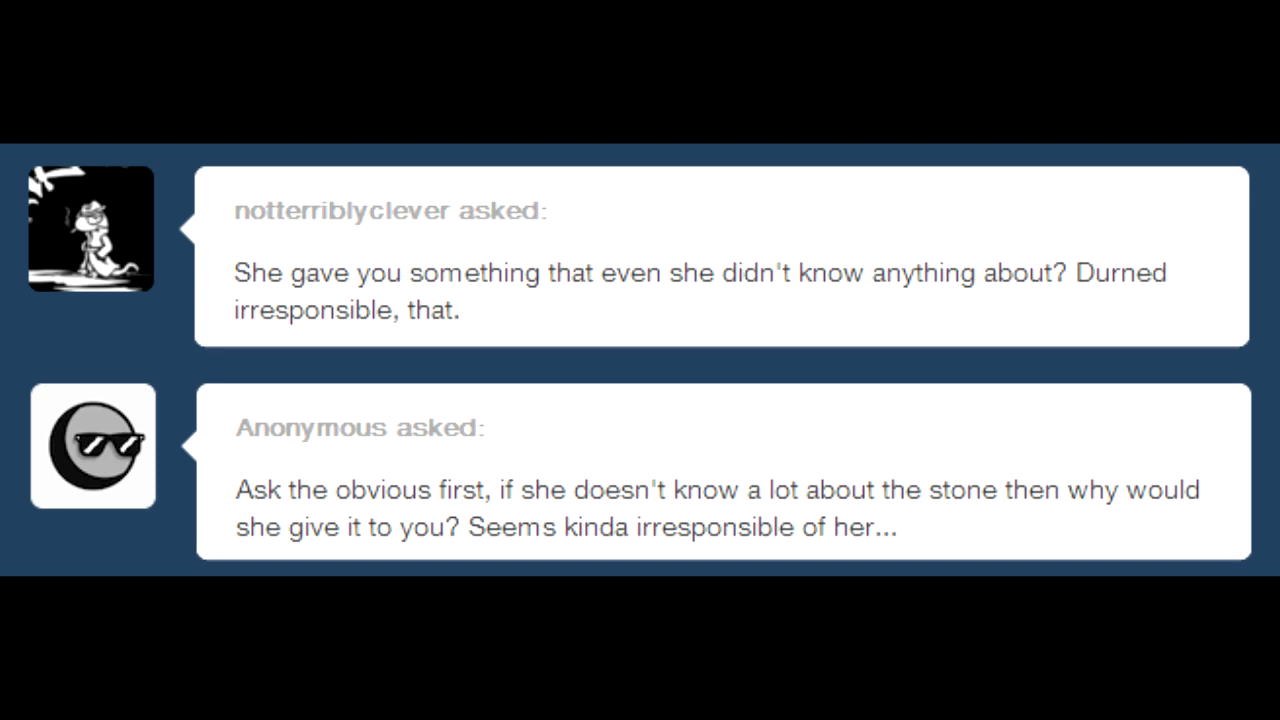 notterriblyclever asked:
She gave you something that even she didn't know anything about? Durned
irresponsible, that.
Anonymous asked:
Ask the obvious first, if she doesn't know a lot about the stone then why would
she give it to you? Seems kinda irresponsible of her...